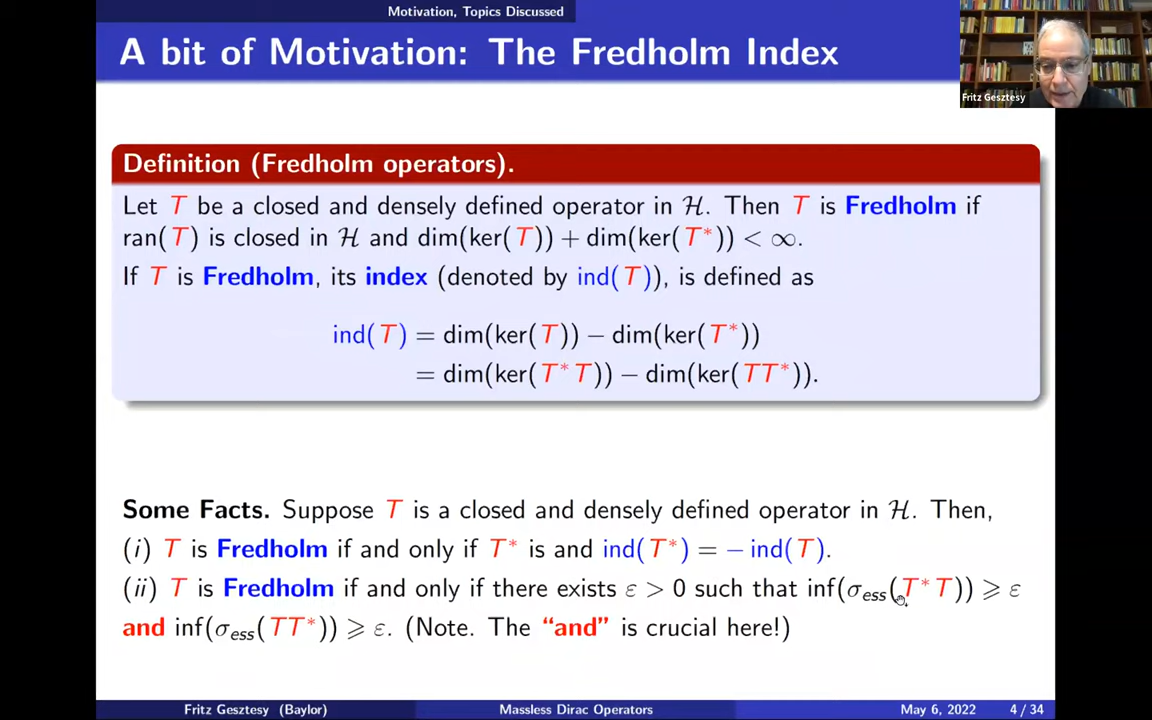 Motivation, Topics Discussed
A bit of Motivation: The Fredholm Index
Fritz Gesztesy
Definition (Fredholm operators).
Let T be a closed and densely defined operator in ℋ. Then T is Fredholm if
ran(T) is closed in ℋ and dim(ker(T)) + dim(ker(T*)) < ∞.
If T is Fredholm, its index (denoted by ind(T)), is defined as
ind(T) = dim(ker(T)) − dim(ker(T*))
= dim(ker(T*T)) − dim(ker(TT*)).
Some Facts. Suppose T is a closed and densely defined operator in ℋ. Then,
(i) T is Fredholm if and only if T* is and ind(T*) = − ind(T).
(ii) T is Fredholm if and only if there exists ε > 0 such that inf(σess(T*T)) ⩾ ε
and inf(σess(TT*)) ⩾ ε. (Note. The “and” is crucial here!)
Fritz Gesztesy (Baylor) Massless Dirac Operators May 6, 2022 4 / 34